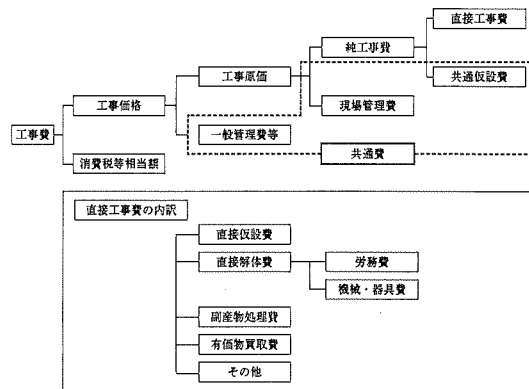 直接工事費
純工事費
工事原価
共通仮設費
工事価格
現場管理費
工事費
一般管理費等
共通費
消費税等相当額
直接工事費の内訳
直接仮設費
直接解体費
労務費
機械・器具費
副産物処理費
有価物買取費
その他